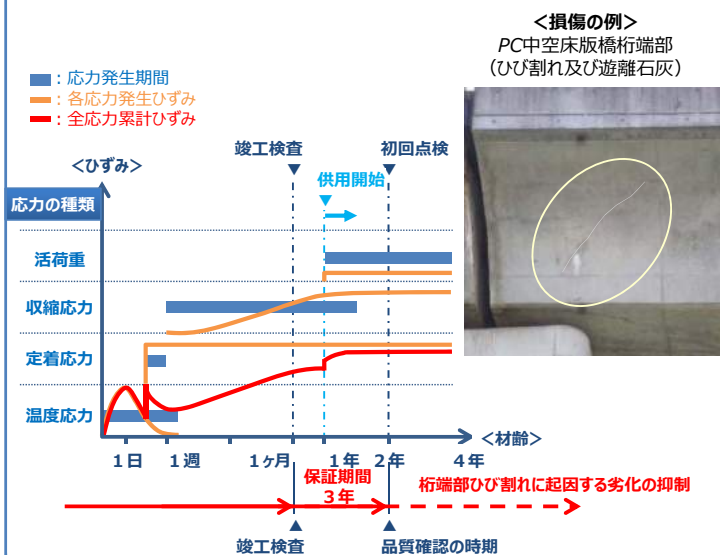 <損傷の例>
PC中空床版橋桁端部
（ひび割れ及び遊離石灰）
：応力発生期間
：各応力発生ひずみ
：全応力累計ひずみ
<ひずみ>
竣工検査
初回点検
供用開始
応力の種類
活荷重
収縮応力
定着応力
温度応力
<材齢>
1日
1週
1ヶ月
1年
2年
4年
保証期間
3年
桁端部ひび割れに起因する劣化の抑制
竣工検査
品質確認の時期